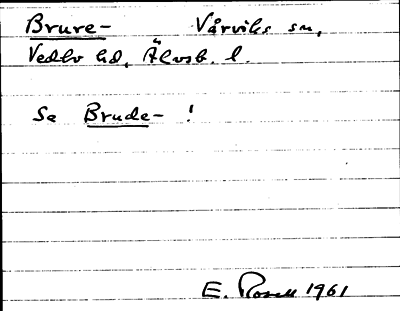 Brure- Vårviks sn,
Vedbo hd, Älvsb. l.
Se Brude- !
E. Rosell 1961